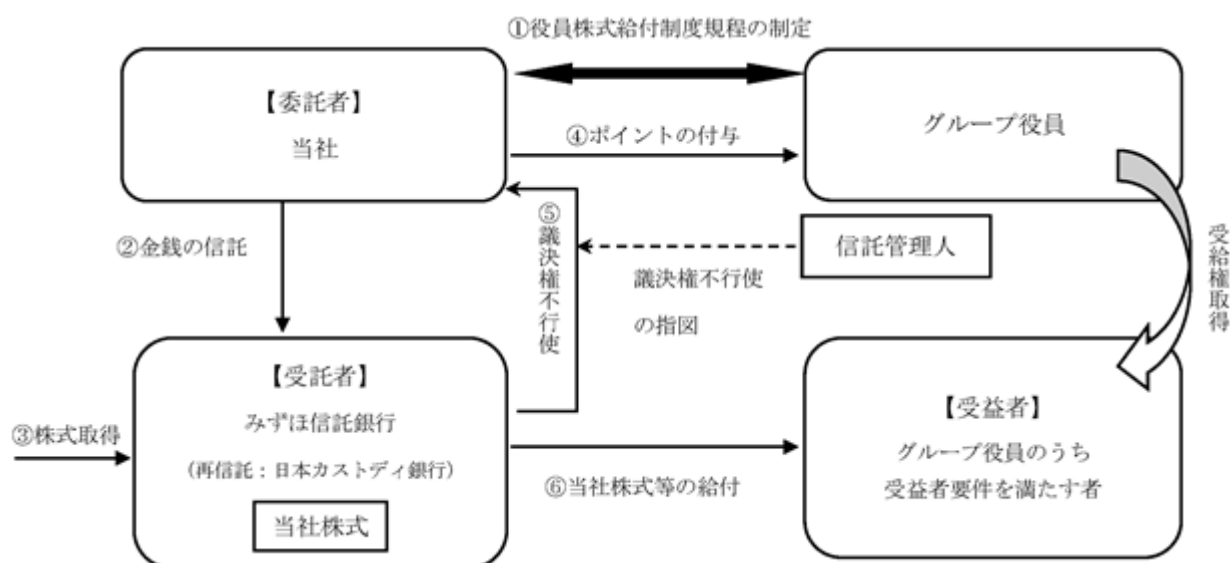 ①役員株式給付制度規程の制定
【委託者】
当社
グループ役員
④ポイントの付与
②金銭の信託
⑤議決権不行使
信託管理人
議決権不行使
の指図
受給権取得
【受託者】
みずほ信託銀行
(再信託：日本カストディ銀行)
当社株式
③株式取得
⑥当社株式等の給付
【受益者】
グループ役員のうち
受益者要件を満たす者